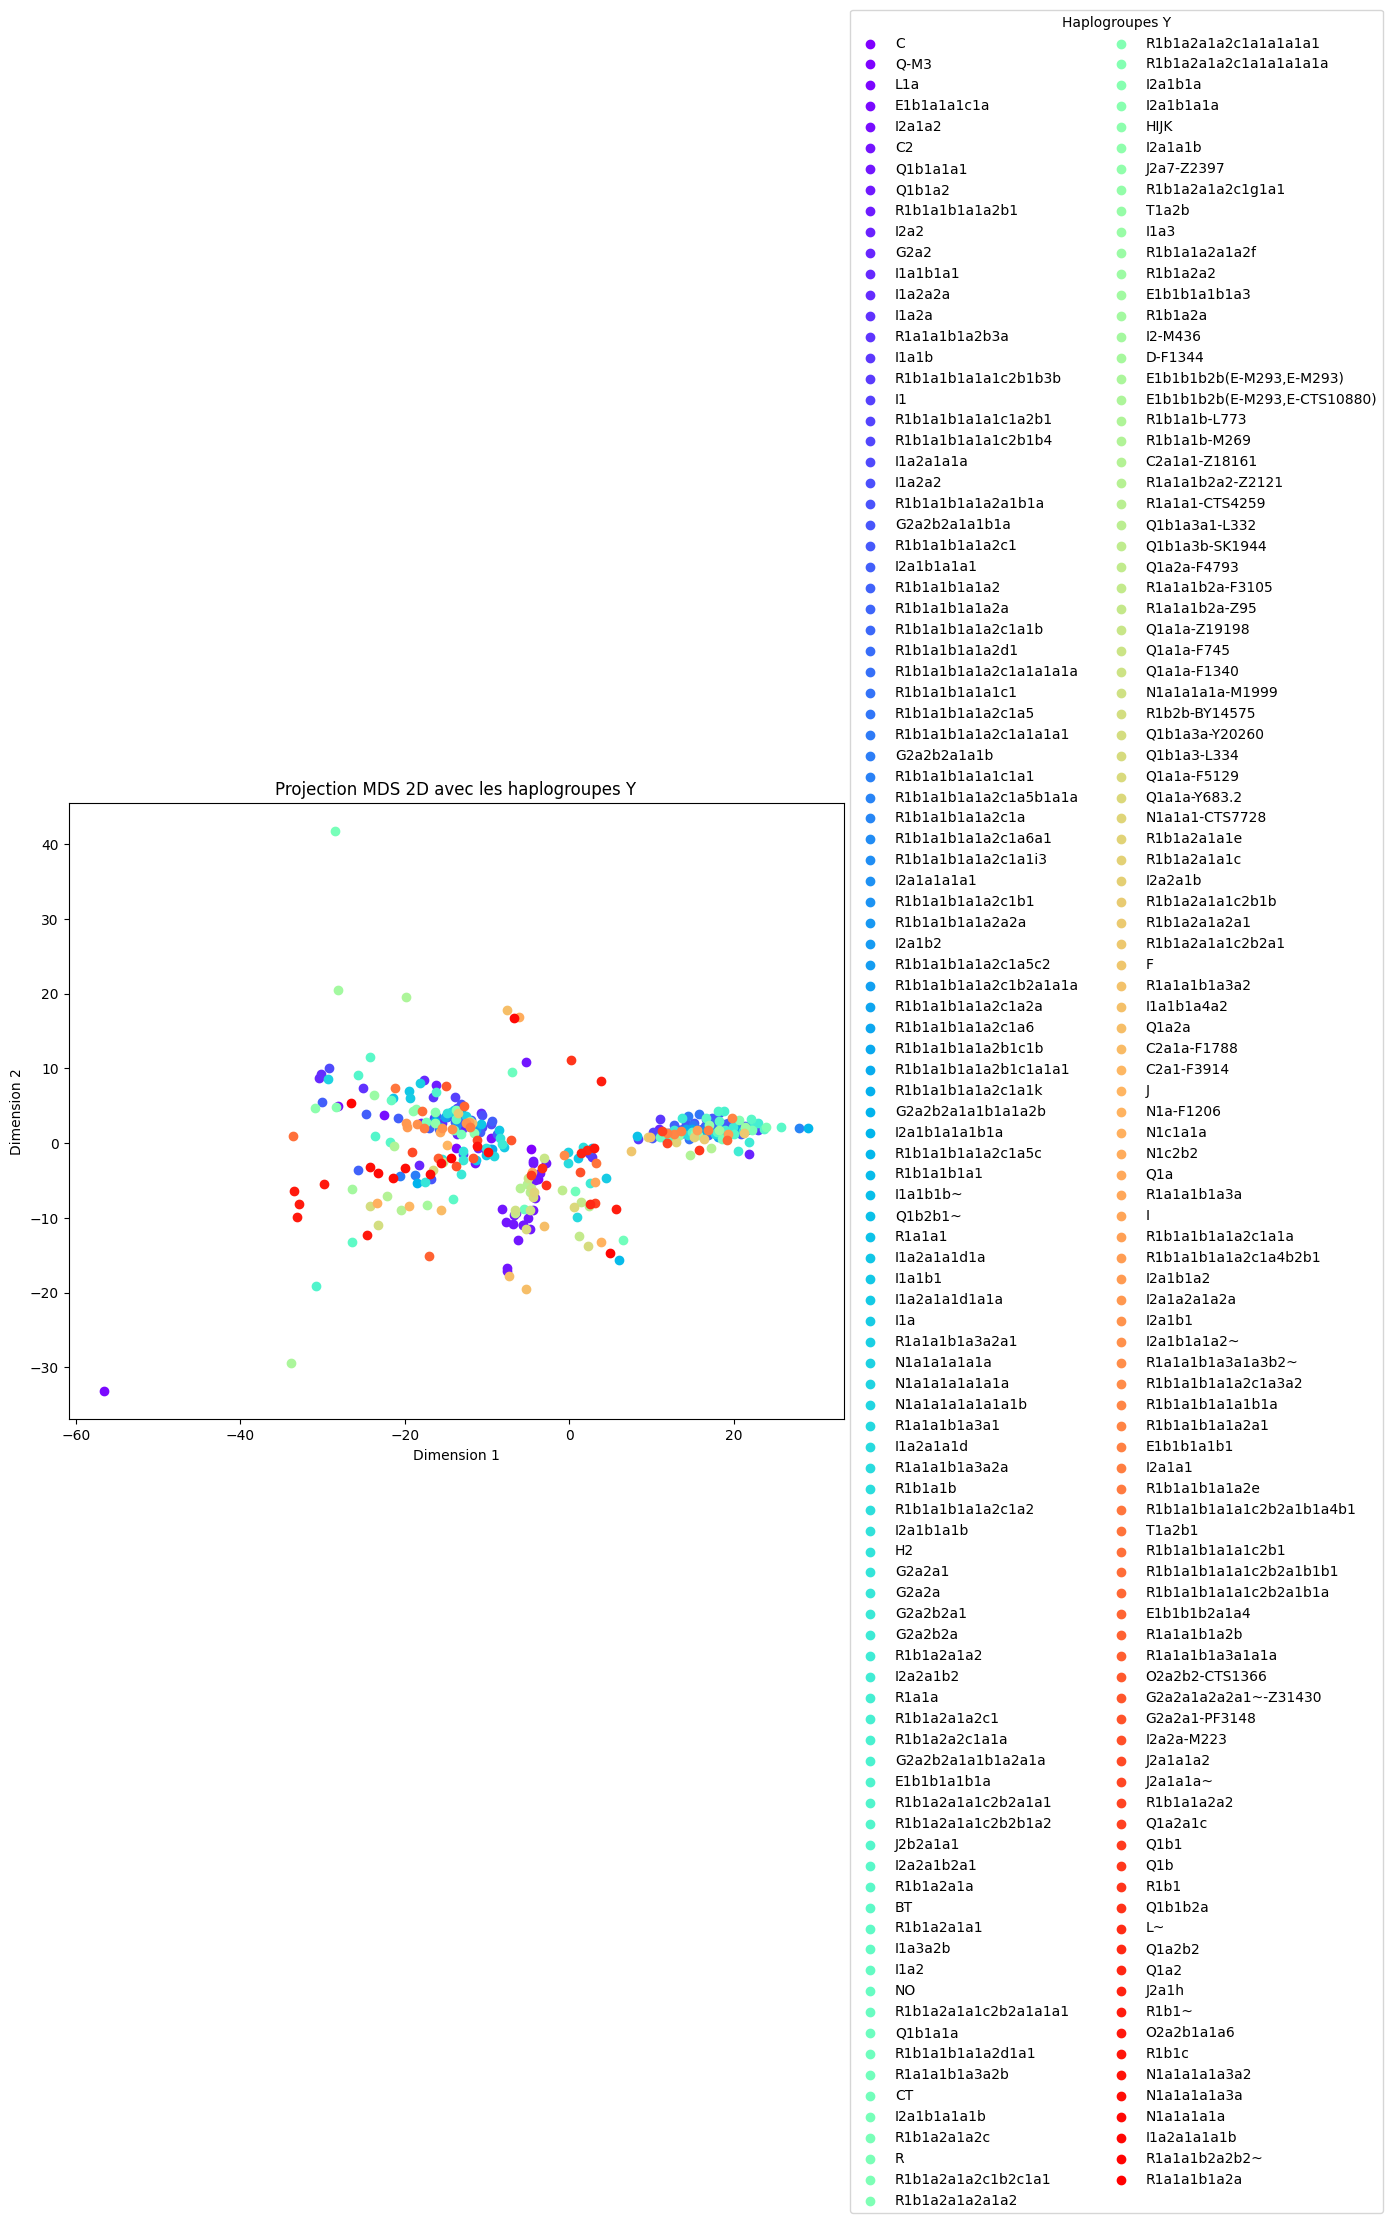 Haplogroupes Y
C
Q-M3
L1a
E1b1a1a1c1a
I2a1a2
C2
Q1b1a1a1
Q1b1a2
R1b1a1b1a1a2b1
I2a2
G2a2
I1a1b1a1
I1a2a2a
I1a2a
R1a1a1b1a2b3a
I1a1b
R1b1a1b1a1a1c2b1b3b
I1
R1b1a1b1a1a1c1a2b1
R1b1a1b1a1a1c2b1b4
I1a2a1a1a
I1a2a2
R1b1a1b1a1a2a1b1a
G2a2b2a1a1b1a
R1b1a1b1a1a2c1
I2a1b1a1a1
R1b1a1b1a1a2
R1b1a1b1a1a2a
R1b1a1b1a1a2c1a1b
R1b1a1b1a1a2d1
R1b1a1b1a1a2c1a1a1a1a
R1b1a1b1a1a1c1
R1b1a1b1a1a2c1a5
R1b1a1b1a1a2c1a1a1a1
G2a2b2a1a1b
R1b1a1b1a1a1c1a1
R1b1a1b1a1a2c1a5b1a1a
R1b1a1b1a1a2c1a
R1b1a1b1a1a2c1a6a1
R1b1a1b1a1a2c1a1i3
I2a1a1a1a1
R1b1a1b1a1a2c1b1
R1b1a1b1a1a2a2a
I2a1b2
R1b1a1b1a1a2c1a5c2
R1b1a1b1a1a2c1b2a1a1a
R1b1a1b1a1a2c1a2a
R1b1a1b1a1a2c1a6
R1b1a1b1a1a2b1c1b
R1b1a1b1a1a2b1c1a1a1
R1b1a1b1a1a2c1a1k
G2a2b2a1a1b1a1a2b
I2a1b1a1a1b1a
R1b1a1b1a1a2c1a5c
R1b1a1b1a1
I1a1b1b~
Q1b2b1~
R1a1a1
I1a2a1a1d1a
I1a1b1
I1a2a1a1d1a1a
I1a
R1a1a1b1a3a2a1
N1a1a1a1a1a
N1a1a1a1a1a1a
N1a1a1a1a1a1a1b
R1a1a1b1a3a1
I1a2a1a1d
R1a1a1b1a3a2a
R1b1a1b
R1b1a1b1a1a2c1a2
I2a1b1a1b
H2
G2a2a1
G2a2a
G2a2b2a1
G2a2b2a
R1b1a2a1a2
I2a2a1b2
R1a1a
R1b1a2a1a2c1
R1b1a2a2c1a1a
G2a2b2a1a1b1a2a1a
E1b1b1a1b1a
R1b1a2a1a1c2b2a1a1
R1b1a2a1a1c2b2b1a2
J2b2a1a1
I2a2a1b2a1
R1b1a2a1a
BT
R1b1a2a1a1
I1a3a2b
I1a2
NO
R1b1a2a1a1c2b2a1a1a1
Q1b1a1a
R1b1a1b1a1a2d1a1
R1a1a1b1a3a2b
CT
I2a1b1a1a1b
R1b1a2a1a2c
R
R1b1a2a1a2c1b2c1a1
R1b1a2a1a2a1a2
R1b1a2a1a2c1a1a1a1a1
R1b1a2a1a2c1a1a1a1a1a
I2a1b1a
I2a1b1a1a
HIJK
I2a1a1b
J2a7-Z2397
R1b1a2a1a2c1g1a1
T1a2b
I1a3
R1b1a1a2a1a2f
R1b1a2a2
E1b1b1a1b1a3
R1b1a2a
I2-M436
D-F1344
E1b1b1b2b(E-M293,E-M293)
E1b1b1b2b(E-M293,E-CTS10880)
R1b1a1b-L773
R1b1a1b-M269
C2a1a1-Z18161
R1a1a1b2a2-Z2121
R1a1a1-CTS4259
Q1b1a3a1-L332
Q1b1a3b-SK1944
Q1a2a-F4793
R1a1a1b2a-F3105
R1a1a1b2a-Z95
Q1a1a-Z19198
Q1a1a-F745
Q1a1a-F1340
N1a1a1a1a-M1999
R1b2b-BY14575
Q1b1a3a-Y20260
Q1b1a3-L334
Q1a1a-F5129
Q1a1a-Y683.2
N1a1a1-CTS7728
R1b1a2a1a1e
R1b1a2a1a1c
I2a2a1b
R1b1a2a1a1c2b1b
R1b1a2a1a2a1
R1b1a2a1a1c2b2a1
F
R1a1a1b1a3a2
I1a1b1a4a2
Q1a2a
C2a1a-F1788
C2a1-F3914
J
N1a-F1206
N1c1a1a
N1c2b2
Q1a
R1a1a1b1a3a
I
R1b1a1b1a1a2c1a1a
R1b1a1b1a1a2c1a4b2b1
I2a1b1a2
I2a1a2a1a2a
I2a1b1
I2a1b1a1a2~
R1a1a1b1a3a1a3b2~
R1b1a1b1a1a2c1a3a2
R1b1a1b1a1a1b1a
R1b1a1b1a1a2a1
E1b1b1a1b1
I2a1a1
R1b1a1b1a1a2e
R1b1a1b1a1a1c2b2a1b1a4b1
T1a2b1
R1b1a1b1a1a1c2b1
R1b1a1b1a1a1c2b2a1b1b1
R1b1a1b1a1a1c2b2a1b1a
E1b1b1b2a1a4
R1a1a1b1a2b
R1a1a1b1a3a1a1a
O2a2b2-CTS1366
G2a2a1a2a2a1~-Z31430
G2a2a1-PF3148
I2a2a-M223
J2a1a1a2
J2a1a1a~
R1b1a1a2a2
Q1a2a1c
Q1b1
Q1b
R1b1
Q1b1b2a
L~
Q1a2b2
Q1a2
J2a1h
R1b1~
O2a2b1a1a6
R1b1c
N1a1a1a1a3a2
N1a1a1a1a3a
N1a1a1a1a
I1a2a1a1a1b
R1a1a1b2a2b2~
R1a1a1b1a2a
Projection MDS 2D avec les haplogroupes Y
Dimension 2
40
30
20
10
0
−10
−20
−30
−60
−40
−20
0
20
Dimension 1